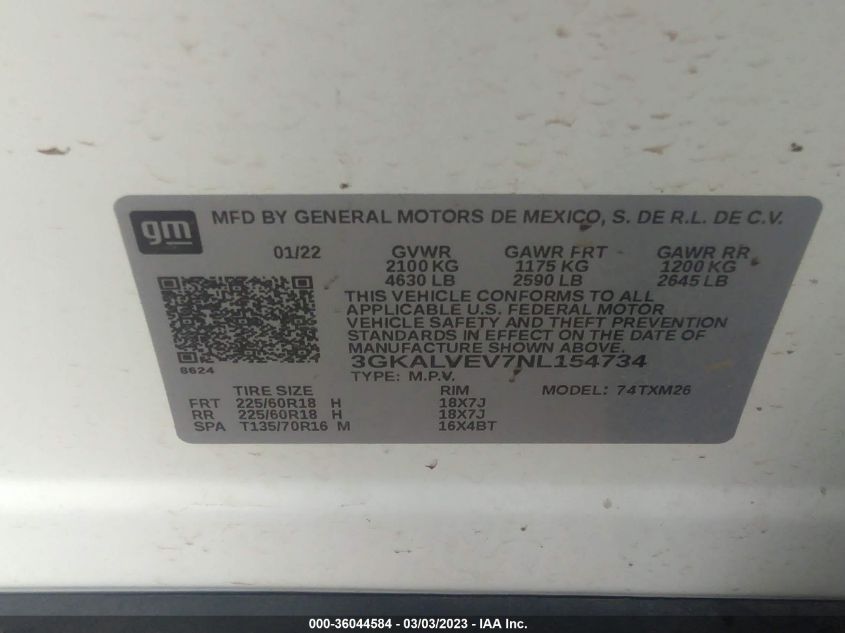 gm MFD BY GENERAL MOTORS DE MEXICO, S. DE R.L. DE C.V.
01/22 GVWR GAWR FRT GAWR RR
2100 KG 1175 KG 1200 KG
4630 LB 2590 LB 2645 LB
THIS VEHICLE CONFORMS TO ALL
APPLICABLE U.S. FEDERAL MOTOR
VEHICLE SAFETY AND THEFT PREVENTION
STANDARDS IN EFFECT ON THE DATE OF
MANUFACTURE SHOWN ABOVE.
3GKALVEV7NL154734
8624
TYPE: M.P.V.
TIRE SIZE RIM MODEL: 74TXM26
FRT 225/60R18 H 18X7J
RR 225/60R18 H 18X7J
SPA T135/70R16 M 16X4BT
000-36044584 - 03/03/2023 - IAA Inc.